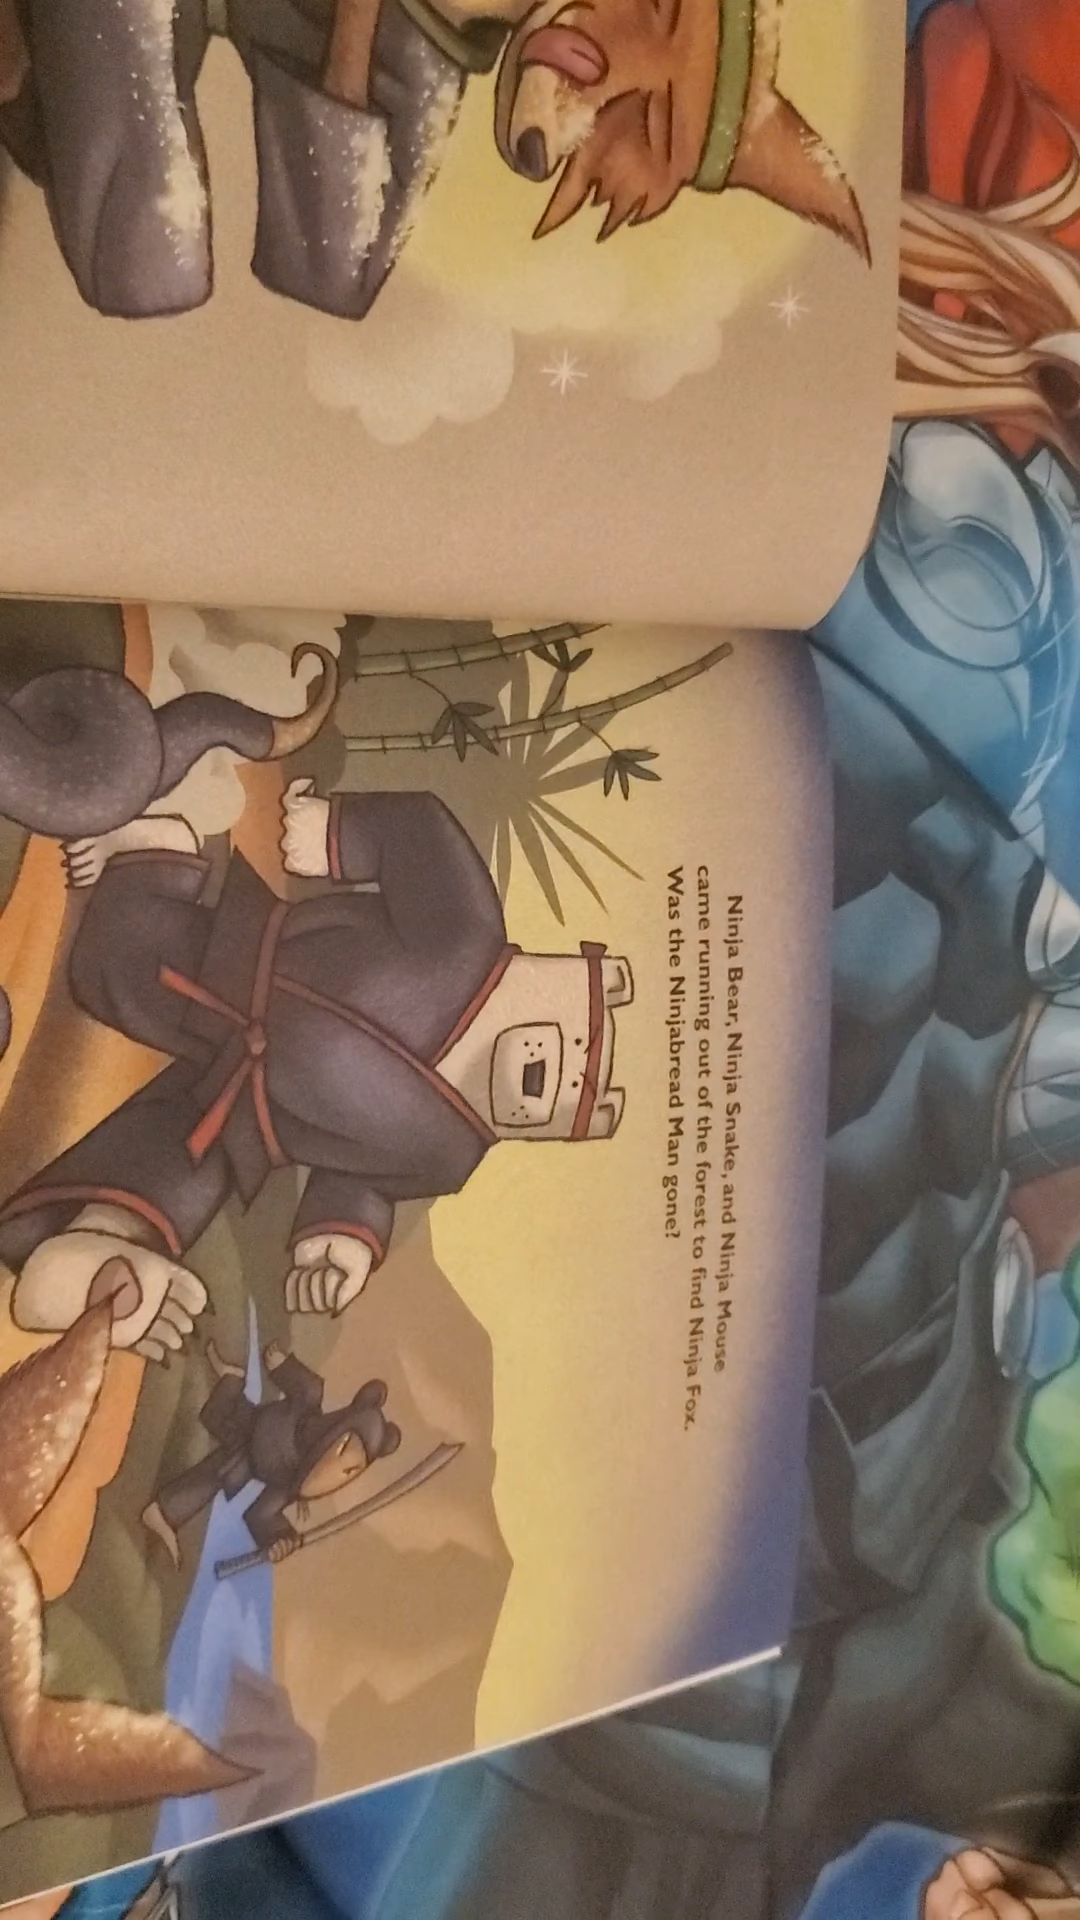 Ninja Bear, Ninja Snake, and Ninja Mouse
came running out of the forest to find Ninja Fox.
Was the Ninjabread Man gone?